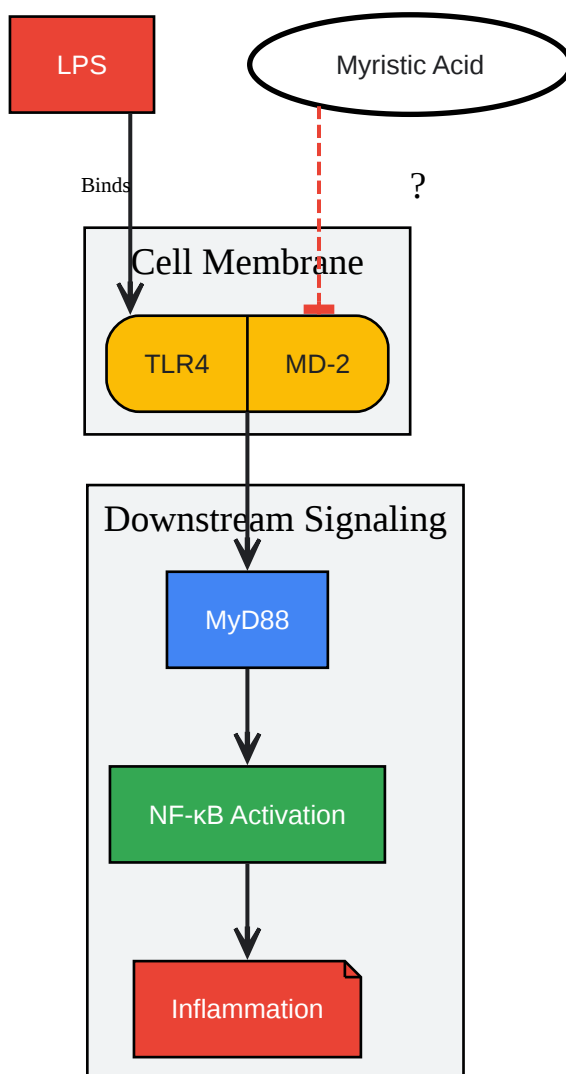 LPS
Myristic Acid
Binds
?
Cell Membrane
TLR4
MD-2
Downstream Signaling
MyD88
NF-κB Activation
Inflammation